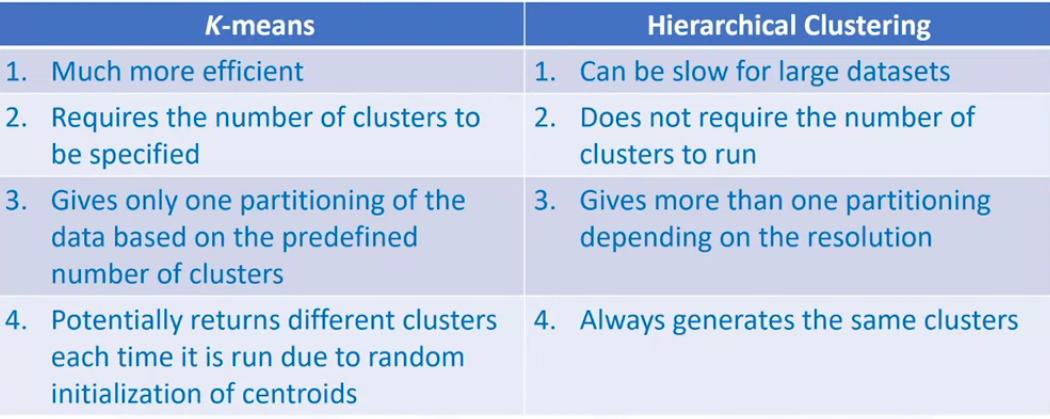 K-means
Hierarchical Clustering
1. Much more efficient
1. Can be slow for large datasets
2. Requires the number of clusters to
be specified
2. Does not require the number of
clusters to run
3. Gives only one partitioning of the
data based on the predefined
number of clusters
3. Gives more than one partitioning
depending on the resolution
4. Potentially returns different clusters
each time it is run due to random
initialization of centroids
4. Always generates the same clusters